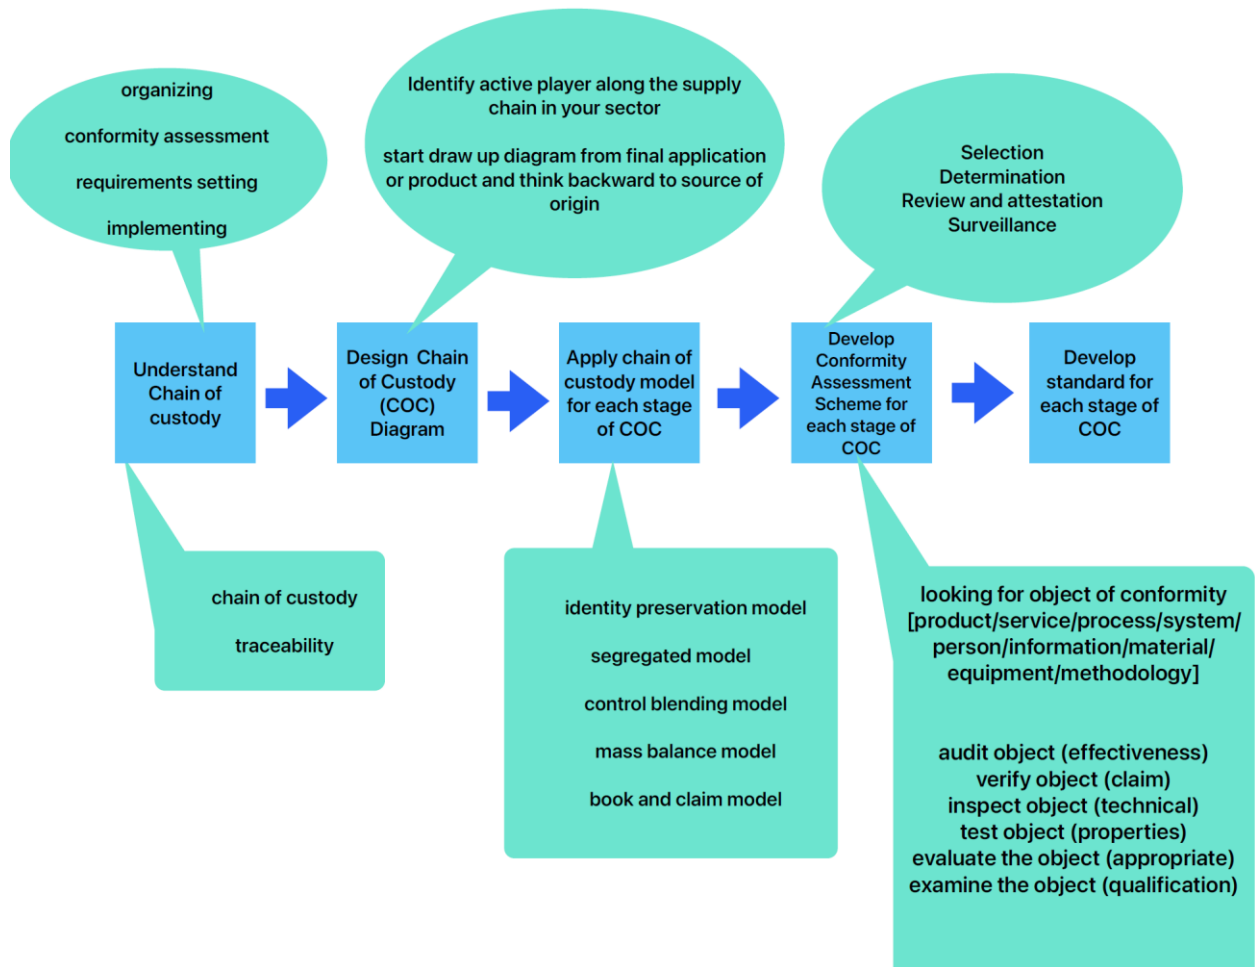 organizing
conformity assessment
requirements setting
implementing
Identify active player along the supply
chain in your sector
start draw up diagram from final application
or product and think backward to source of
origin
Selection
Determination
Review and attestation
Surveillance
Understand
Chain of
custody
Design Chain
of Custody
(COC)
Diagram
Apply chain of
custody model
for each stage
of COC
Develop
Conformity
Assessment
Scheme for
each stage of
COC
Develop
standard for
each stage of
COC
chain of custody
traceability
identity preservation model
segregated model
control blending model
mass balance model
book and claim model
looking for object of conformity
[product/service/process/system/
person/information/material/
equipment/methodology]
audit object (effectiveness)
verify object (claim)
inspect object (technical)
test object (properties)
evaluate the object (appropriate)
examine the object (qualification)